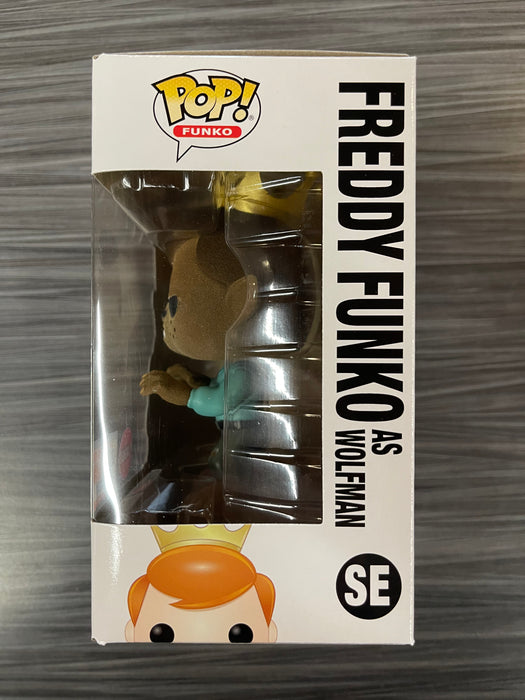 POP!®
FUNKO
FREDDY FUNKO
AS
WOLFMAN
SE